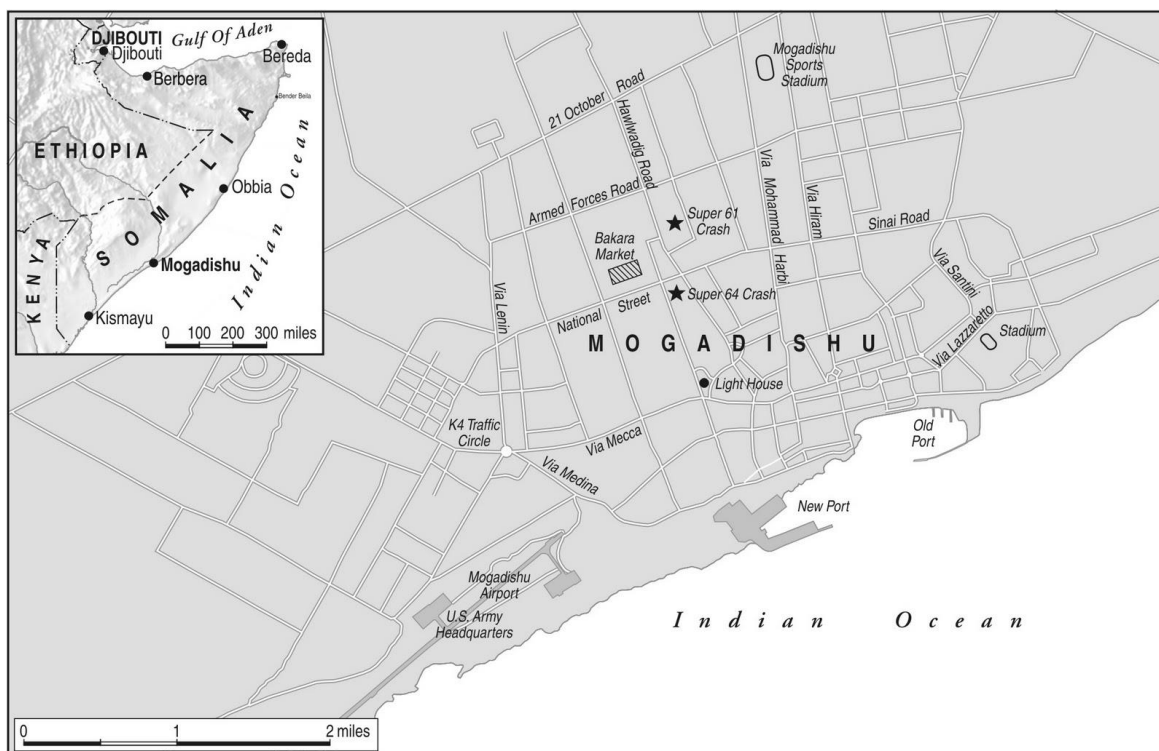 DJIBOUTI
Gulf Of Aden
Djibouti
Bereda
Berbera
Bender Beila
ETHIOPIA
SOMALIA
Obbia
Indian Ocean
KENYA
Mogadishu
Kismayu
0 100 200 300 miles
Mogadishu
Sports
Stadium
21 October Road
Hawlwadig Road
Via Mohammad Harbi
Via Hiram
Armed Forces Road
Super 61
Crash
Sinai Road
Bakara
Market
Via Lenin
National Street
Super 64 Crash
Via Santini
MOGADISHU
Via Lazzaretto
Stadium
Light House
K4 Traffic
Circle
Via Mecca
Old
Port
Via Medina
New Port
Mogadishu
Airport
U.S. Army
Headquarters
Indian Ocean
0 1 2 miles